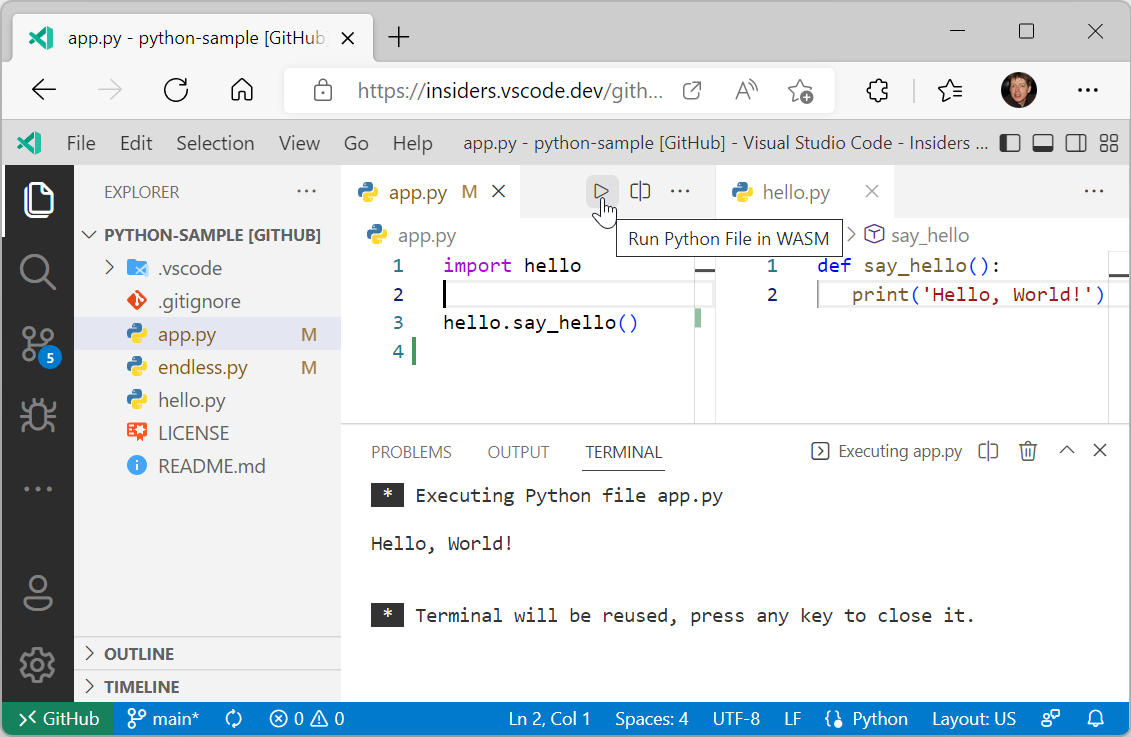 app.py - python-sample [GitHub
https://insiders.vscode.dev/gith...
File Edit Selection View Go Help
app.py - python-sample [GitHub] - Visual Studio Code - Insiders ...
EXPLORER
PYTHON-SAMPLE [GITHUB]
.vscode
.gitignore
app.py M
endless.py M
hello.py
LICENSE
README.md
OUTLINE
TIMELINE
5
app.py M
app.py
Run Python File in WASM
1 import hello
2
3 hello.say_hello()
4
hello.py
say_hello
1 def say_hello():
2 print('Hello, World!')
PROBLEMS OUTPUT TERMINAL
Executing app.py
* Executing Python file app.py
Hello, World!
* Terminal will be reused, press any key to close it.
GitHub main* 0 0 Ln 2, Col 1 Spaces: 4 UTF-8 LF Python Layout: US